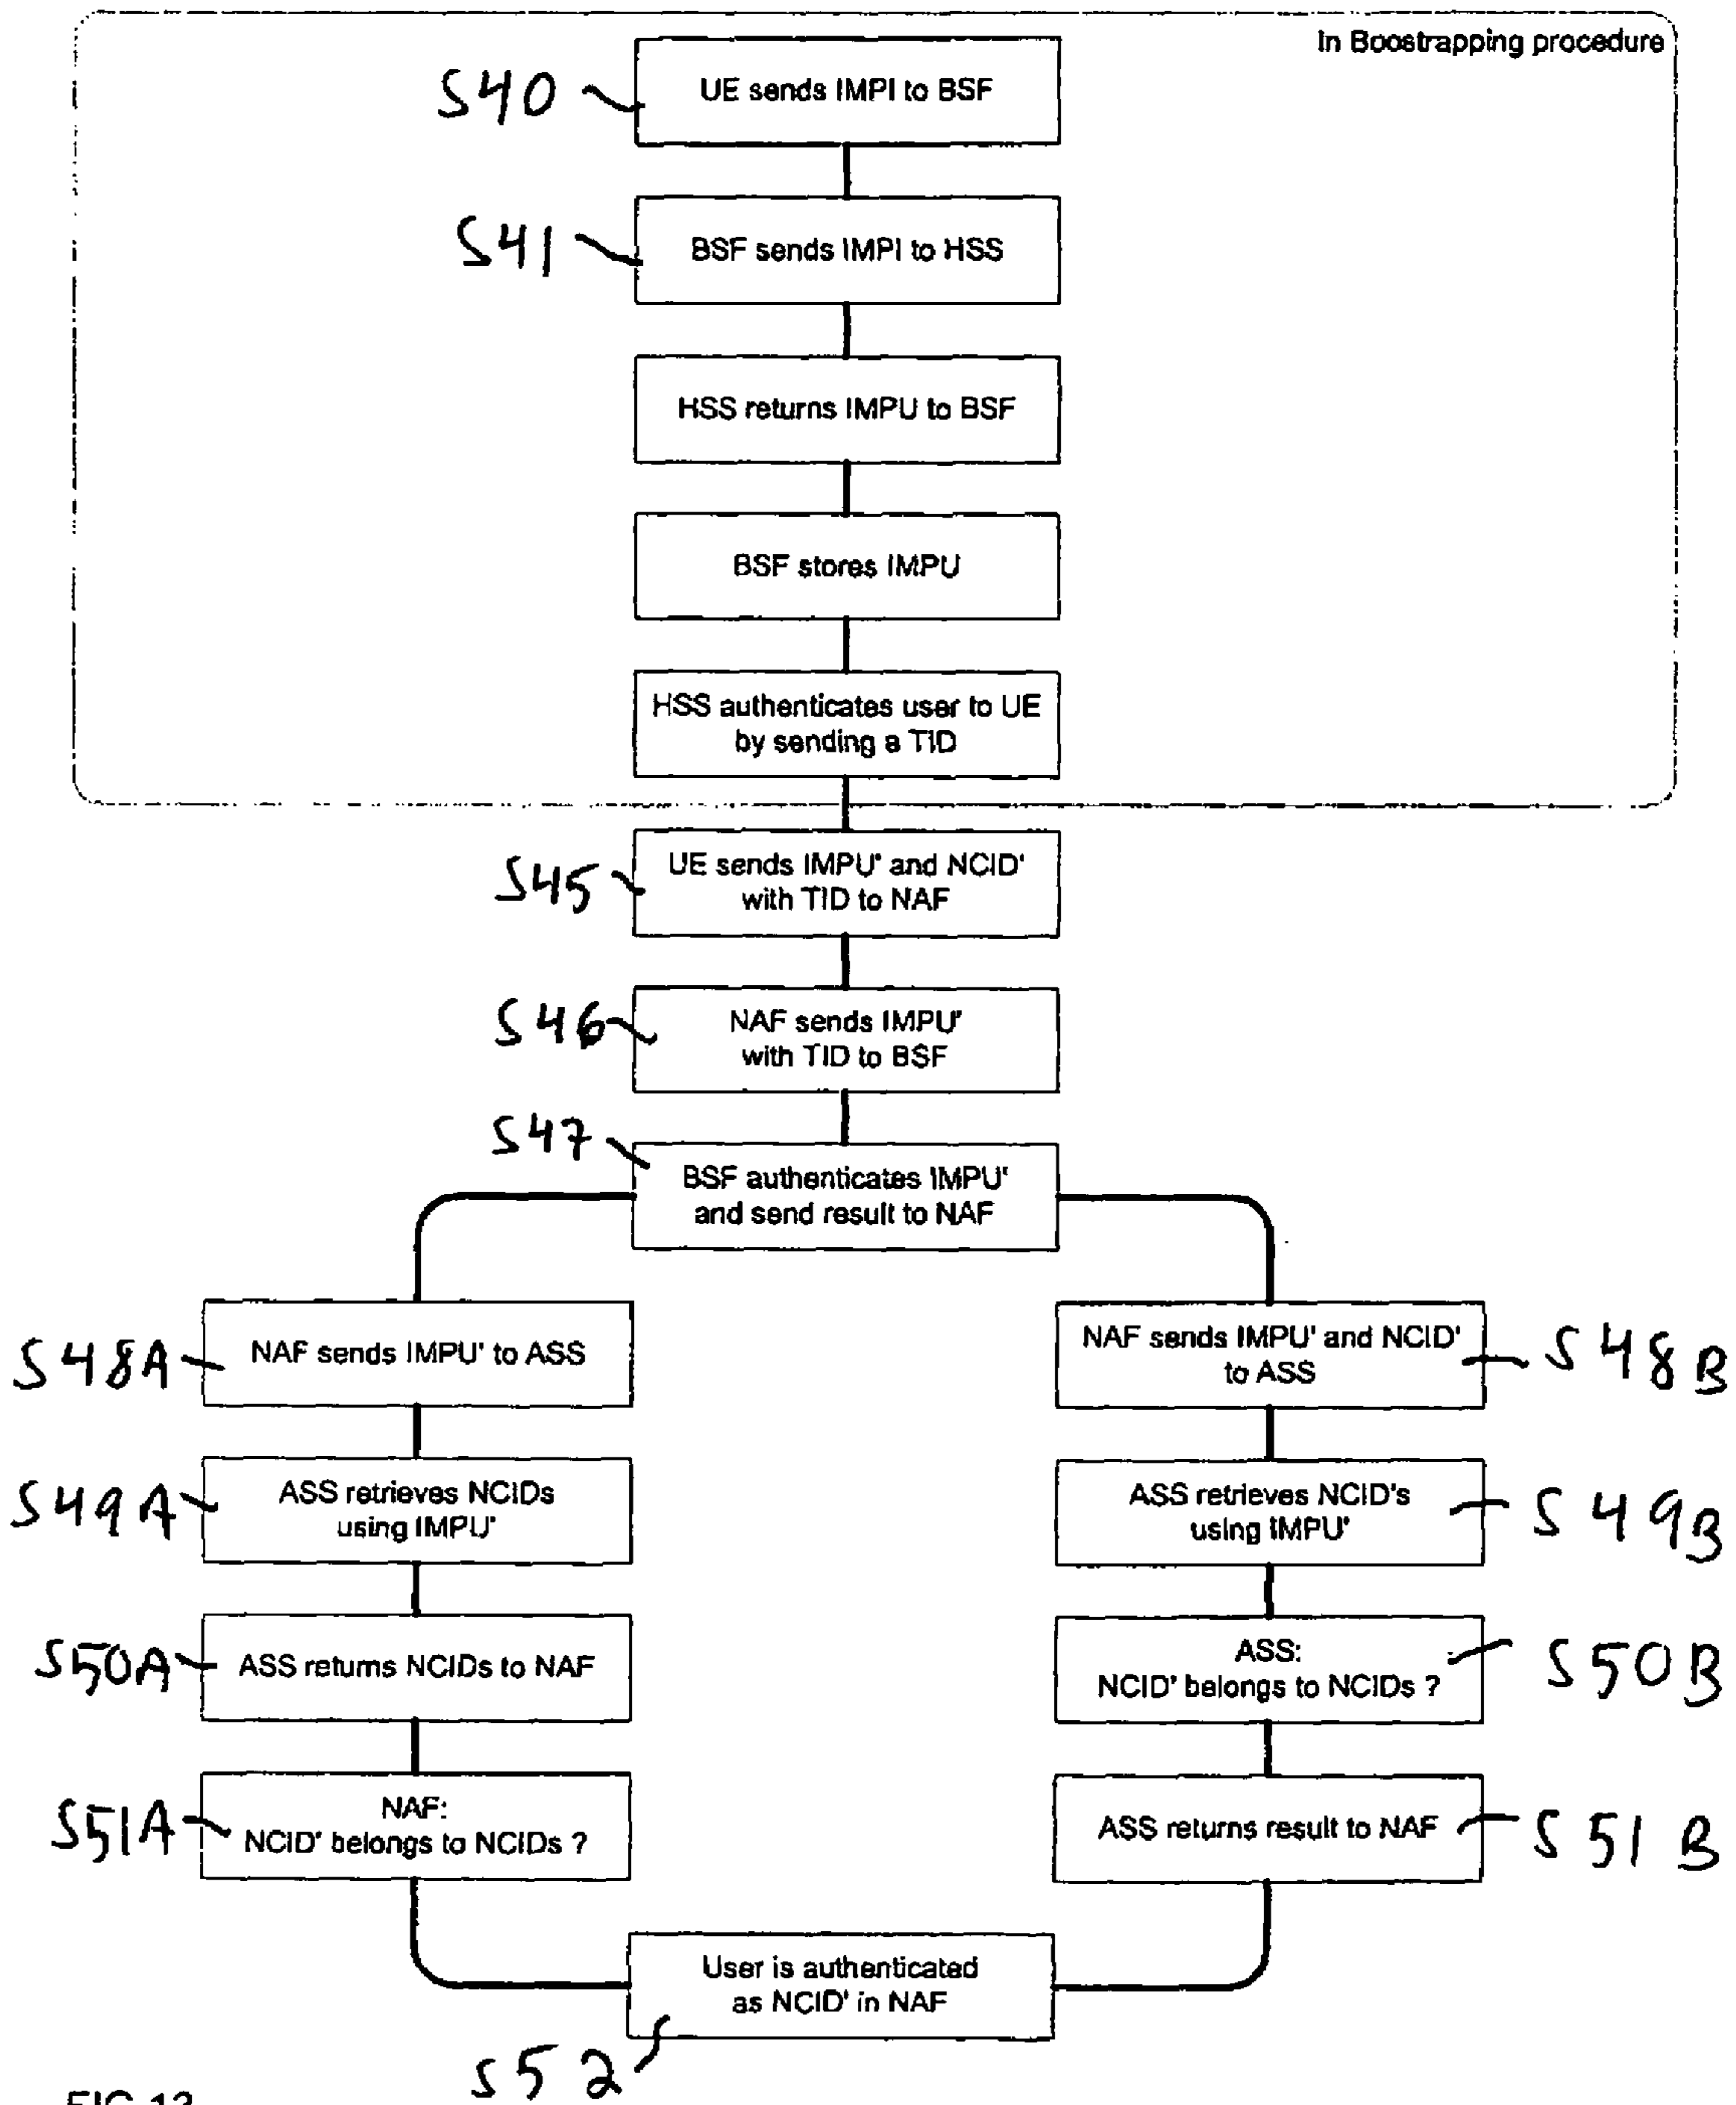 In Boostrapping procedure
S40
UE sends IMPI to BSF
S41
BSF sends IMPI to HSS
HSS returns IMPU to BSF
BSF stores IMPU
HSS authenticates user to UE
by sending a TID
S45
UE sends IMPU' and NCID'
with TID to NAF
S46
NAF sends IMPU'
with TID to BSF
S47
BSF authenticates IMPU'
and send result to NAF
S48A
NAF sends IMPU' to ASS
NAF sends IMPU' and NCID'
to ASS
S48B
S49A
ASS retrieves NCIDs
using IMPU'
ASS retrieves NCID's
using IMPU'
S49B
S50A
ASS returns NCIDs to NAF
ASS:
NCID' belongs to NCIDs ?
S50B
S51A
NAF:
NCID' belongs to NCIDs ?
ASS returns result to NAF
S51B
User is authenticated
as NCID' in NAF
S52